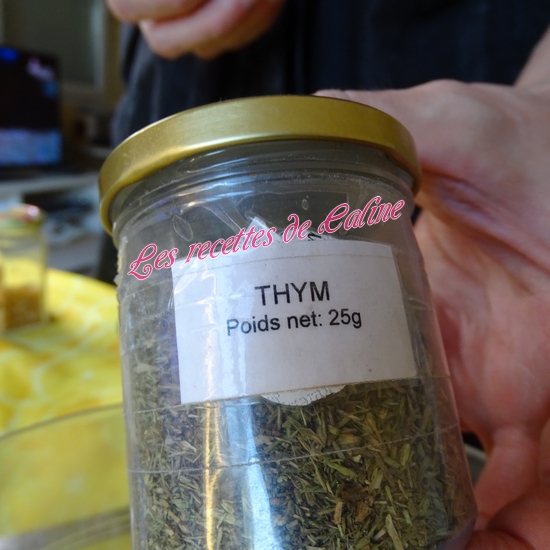 Les recettes de Caline
THYM
Poids net: 25g